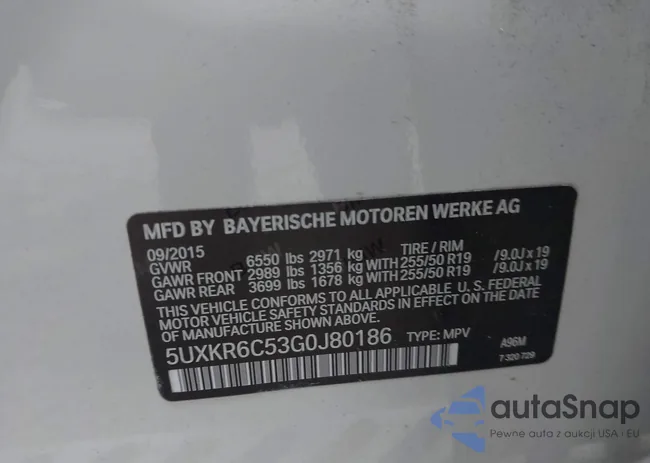 MFD BY BAYERISCHE MOTOREN WERKE AG
09/2015 TIRE / RIM
GVWR 6550 lbs 2971 kg
GAWR FRONT 2989 lbs 1356 kg WITH 255/50 R19 /9.0J x 19
GAWR REAR 3699 lbs 1678 kg WITH 255/50 R19 /9.0J x 19
THIS VEHICLE CONFORMS TO ALL APPLICABLE U.S. FEDERAL
MOTOR VEHICLE SAFETY STANDARDS IN EFFECT ON THE DATE
OF MANUFACTURE SHOWN ABOVE.
5UXKR6C53G0J80186 TYPE: MPV A96M
7 320 729
autaSnap
Pewne auta z aukcji USA i EU